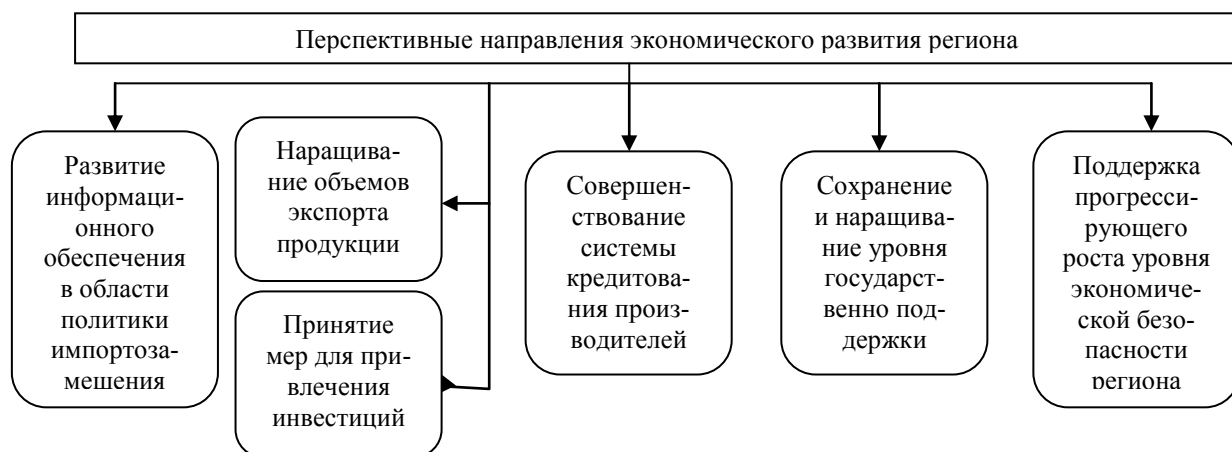 Перспективные направления экономического развития региона
Развитие
информаци-
онного
обеспечения
в области
политики
импортоза-
мешения
Наращива-
ние объемов
экспорта
продукции
Принятие
мер для при-
влечения
инвестиций
Совершен-
ствование
системы
кредитова-
ния произ-
водителей
Сохранение
и наращива-
ние уровня
государст-
венно под-
держки
Поддержка
прогресси-
рующего
роста уровня
экономиче-
ской безо-
пасности
региона